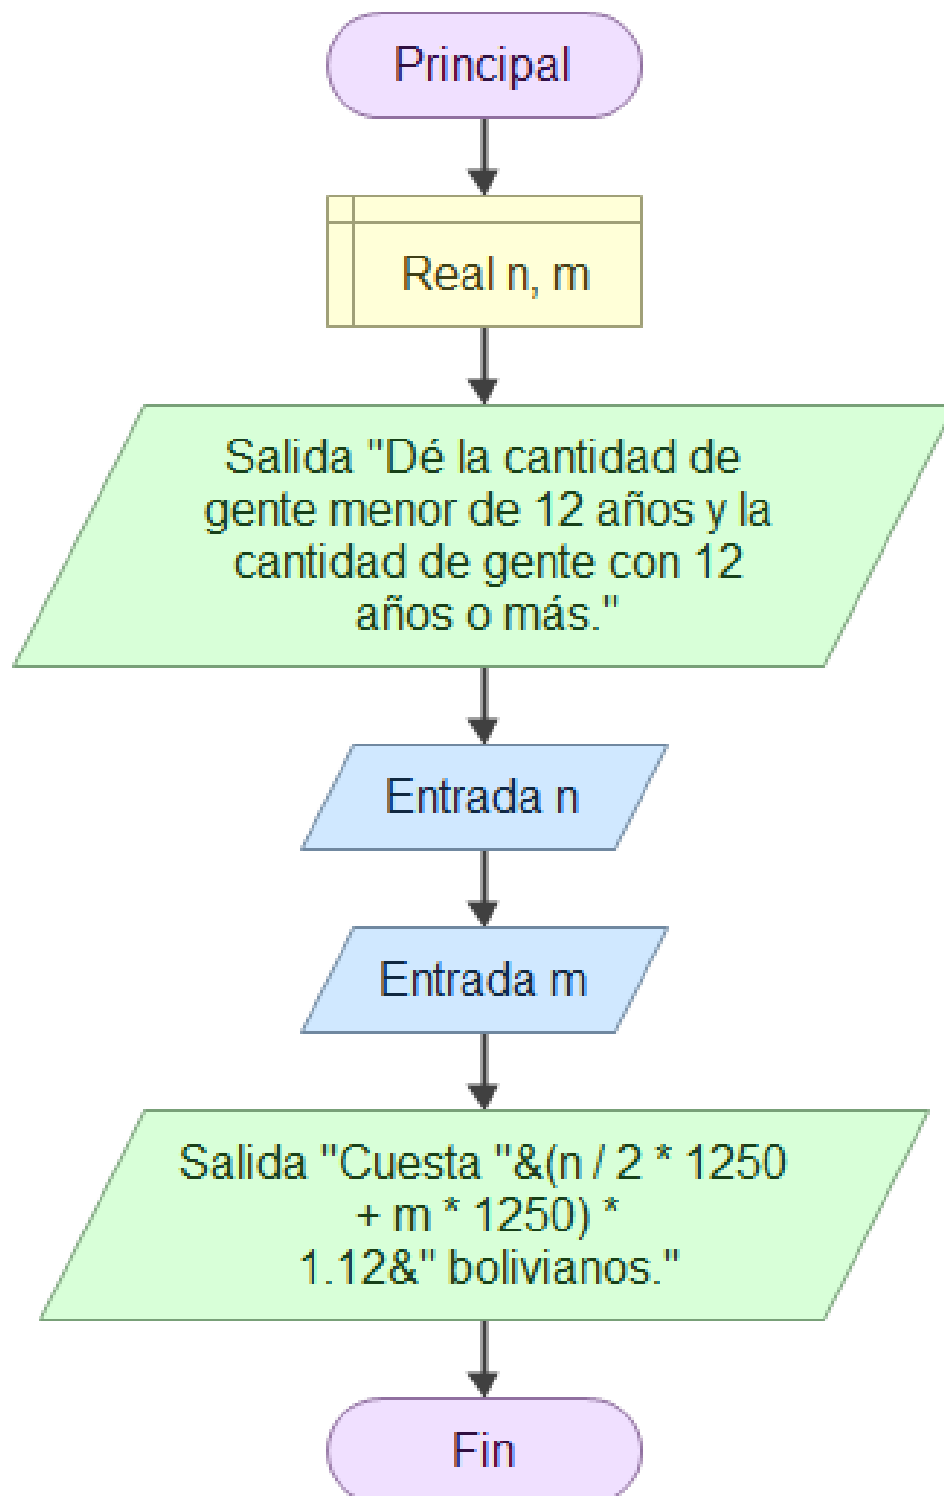 Principal
Real n, m
Salida "Dé la cantidad de
gente menor de 12 años y la
cantidad de gente con 12
años o más."
Entrada n
Entrada m
Salida "Cuesta "&(n / 2 * 1250
+ m * 1250) *
1.12&" bolivianos."
Fin